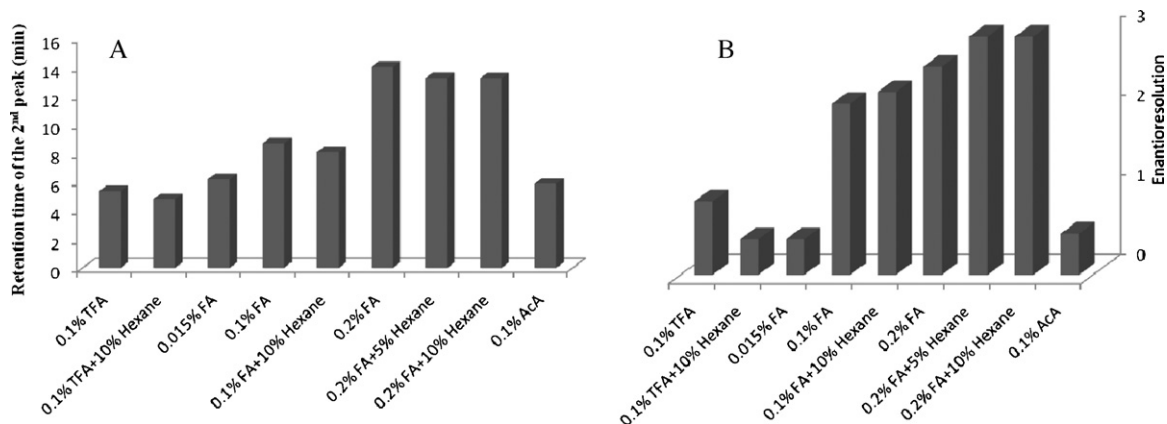 A
Retention time of the 2nd peak (min)
16
14
12
10
8
6
4
2
0
0.1% TFA
0.1% TFA+10% Hexane
0.015% FA
0.1% FA
0.1% FA+10% Hexane
0.2% FA
0.2% FA+5% Hexane
0.2% FA+10% Hexane
0.1% AcA
B
3
2
1
0
Enantioresolution
0.1% TFA
0.1% TFA+10% Hexane
0.015% FA
0.1% FA
0.1% FA+10% Hexane
0.2% FA
0.2% FA+5% Hexane
0.2% FA+10% Hexane
0.1% AcA